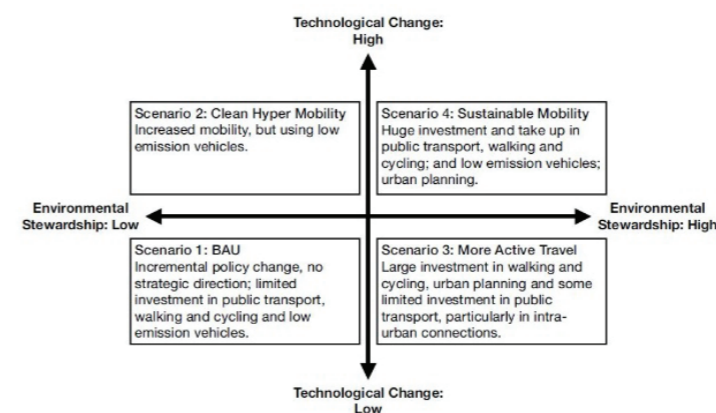 Technological Change:
High
Scenario 2: Clean Hyper Mobility
Increased mobility, but using low
emission vehicles.
Scenario 4: Sustainable Mobility
Huge investment and take up in
public transport, walking and
cycling; and low emission vehicles;
urban planning.
Environmental
Stewardship: Low
Environmental
Stewardship: High
Scenario 1: BAU
Incremental policy change, no
strategic direction; limited
investment in public transport,
walking and cycling and low
emission vehicles.
Scenario 3: More Active Travel
Large investment in walking and
cycling, urban planning and some
limited investment in public
transport, particularly in intra-
urban connections.
Technological Change:
Low